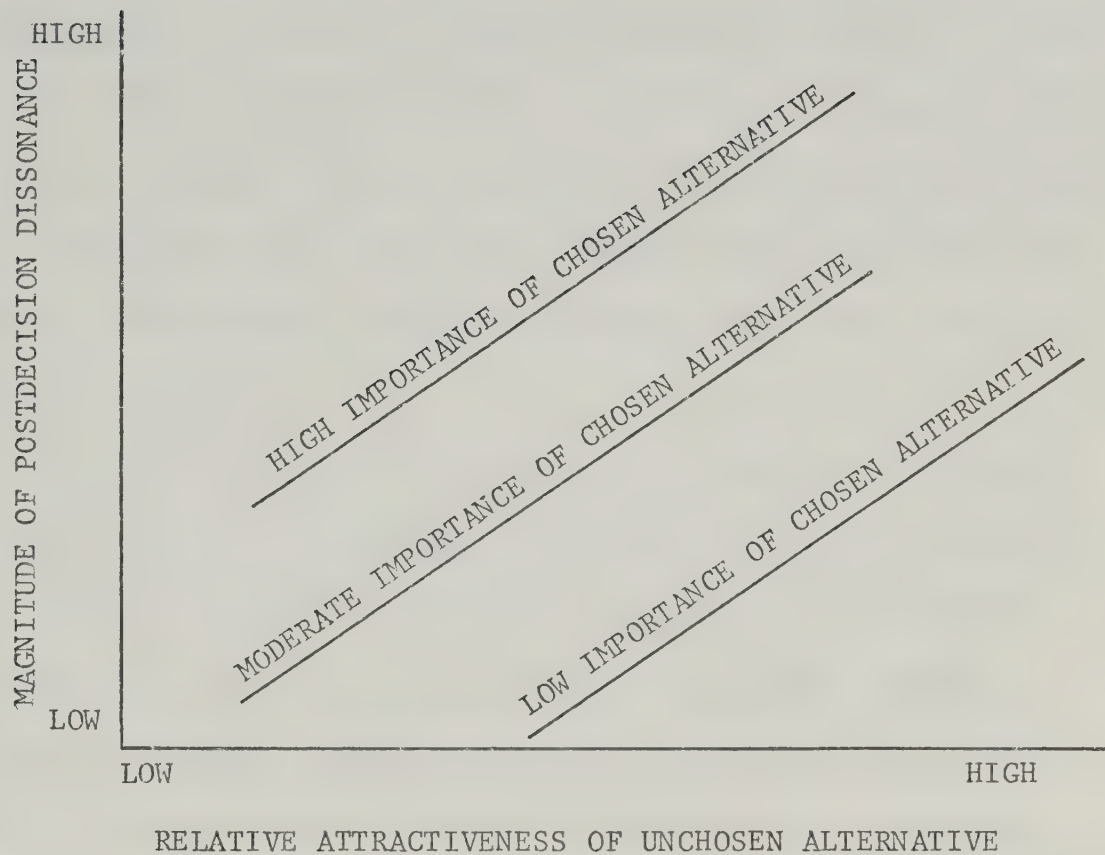 HIGH
MAGNITUDE OF POSTDECISION DISSONANCE
LOW
HIGH IMPORTANCE OF CHOSEN ALTERNATIVE
MODERATE IMPORTANCE OF CHOSEN ALTERNATIVE
LOW IMPORTANCE OF CHOSEN ALTERNATIVE
LOW
HIGH
RELATIVE ATTRACTIVENESS OF UNCHOSEN ALTERNATIVE